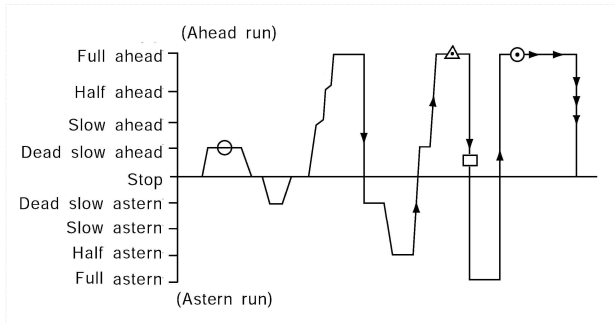 (Ahead run)
Full ahead
Half ahead
Slow ahead
Dead slow ahead
Stop
Dead slow astern
Slow astern
Half astern
Full astern
(Astern run)